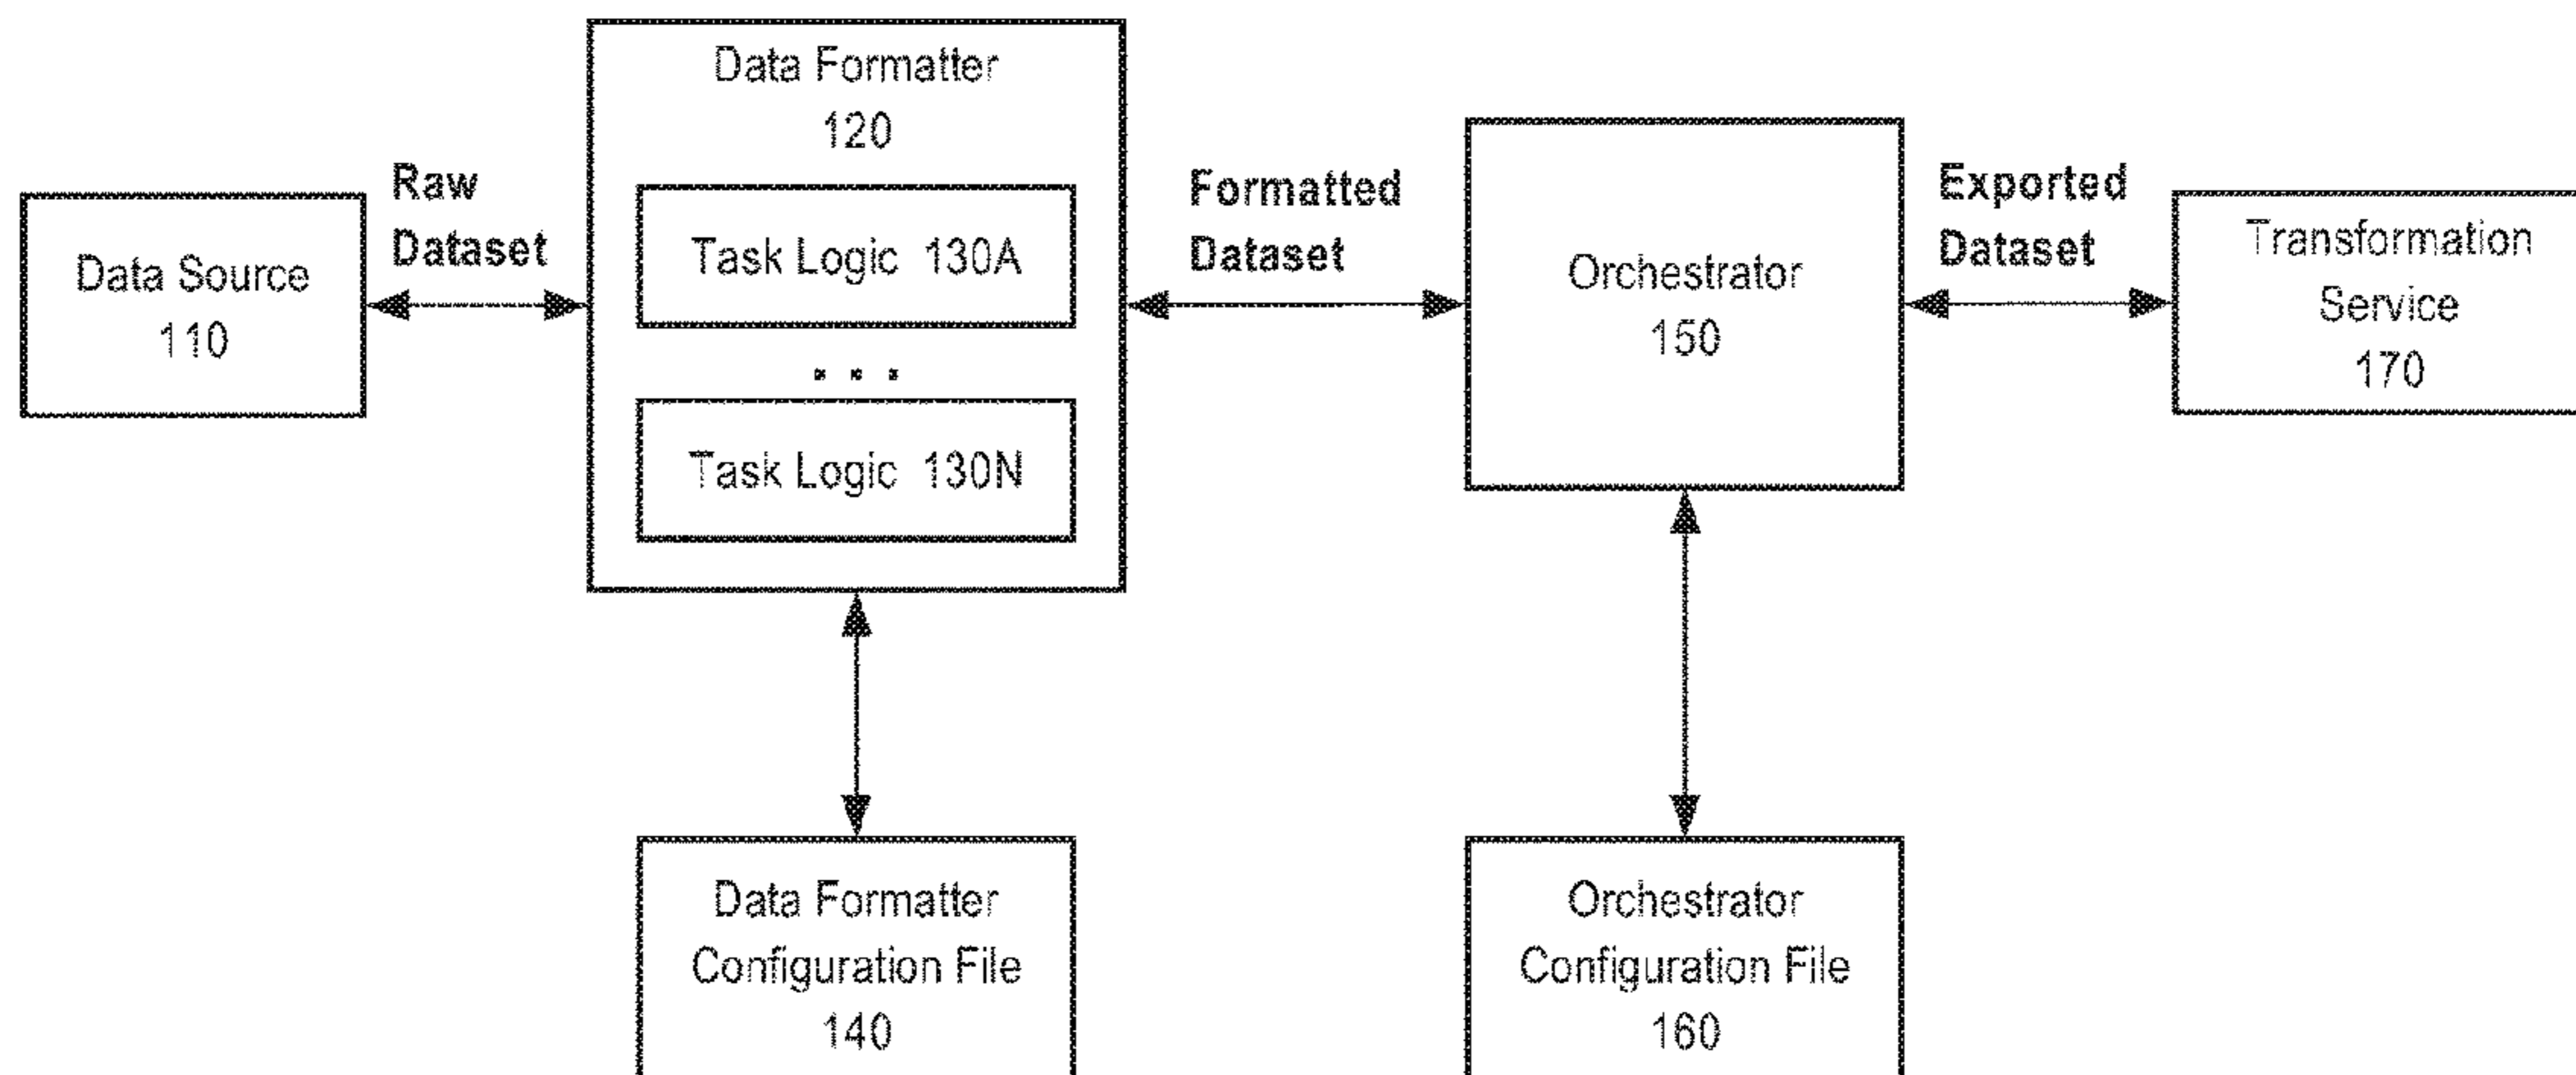 Data Source
110
Raw
Dataset
Data Formatter
120
Task Logic 130A
. . .
Task Logic 130N
Formatted
Dataset
Orchestrator
150
Exported
Dataset
Transformation
Service
170
Data Formatter
Configuration File
140
Orchestrator
Configuration File
160